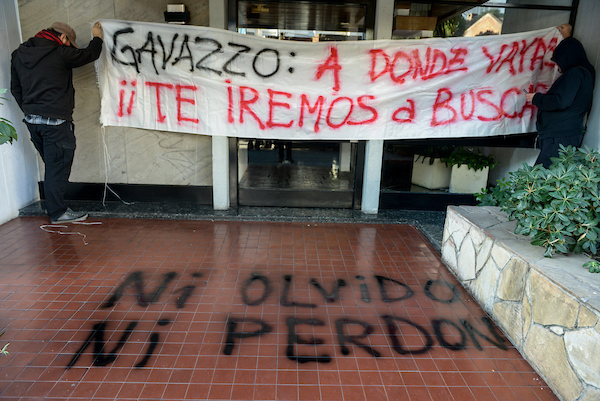 GAVAZZO: A DONDE VAYAS
¡¡TE IREMOS a BUSCAR
Ni OLViDO
Ni PERDON